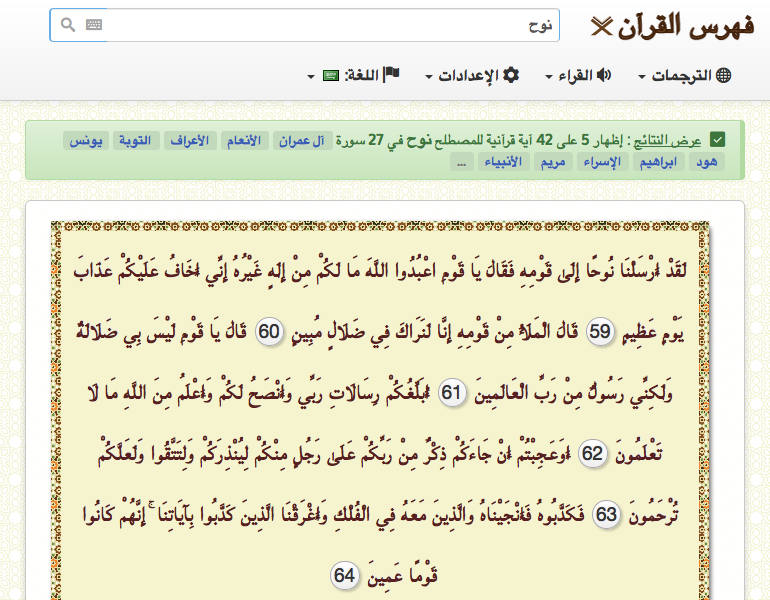 فهرس القرآن
نوح
الترجمات القراء الإعدادات اللغة:
عرض النتائج : إظهار 5 على 42 آية قرآنية للمصطلح نوح في 27 سورة آل عمران الأنعام الأعراف التوبة يونس
هود ابراهيم الإسراء مريم الأنبياء ...
لَقَدْ أَرْسَلْنَا نُوحًا إِلَىٰ قَوْمِهِ فَقَالَ يَا قَوْمِ اعْبُدُوا اللَّهَ مَا لَكُمْ مِنْ إِلَٰهٍ غَيْرُهُ إِنِّي أَخَافُ عَلَيْكُمْ عَذَابَ
يَوْمٍ عَظِيمٍ 59 قَالَ الْمَلَأُ مِنْ قَوْمِهِ إِنَّا لَنَرَاكَ فِي ضَلَالٍ مُبِينٍ 60 قَالَ يَا قَوْمِ لَيْسَ بِي ضَلَالَةٌ
وَلَٰكِنِّي رَسُولٌ مِنْ رَبِّ الْعَالَمِينَ 61 أُبَلِّغُكُمْ رِسَالَاتِ رَبِّي وَأَنْصَحُ لَكُمْ وَأَعْلَمُ مِنَ اللَّهِ مَا لَا
تَعْلَمُونَ 62 أَوَعَجِبْتُمْ أَنْ جَاءَكُمْ ذِكْرٌ مِنْ رَبِّكُمْ عَلَىٰ رَجُلٍ مِنْكُمْ لِيُنْذِرَكُمْ وَلِتَتَّقُوا وَلَعَلَّكُمْ
تُرْحَمُونَ 63 فَكَذَّبُوهُ فَأَنْجَيْنَاهُ وَالَّذِينَ مَعَهُ فِي الْفُلْكِ وَأَغْرَقْنَا الَّذِينَ كَذَّبُوا بِآيَاتِنَا ۚ إِنَّهُمْ كَانُوا
قَوْمًا عَمِينَ 64